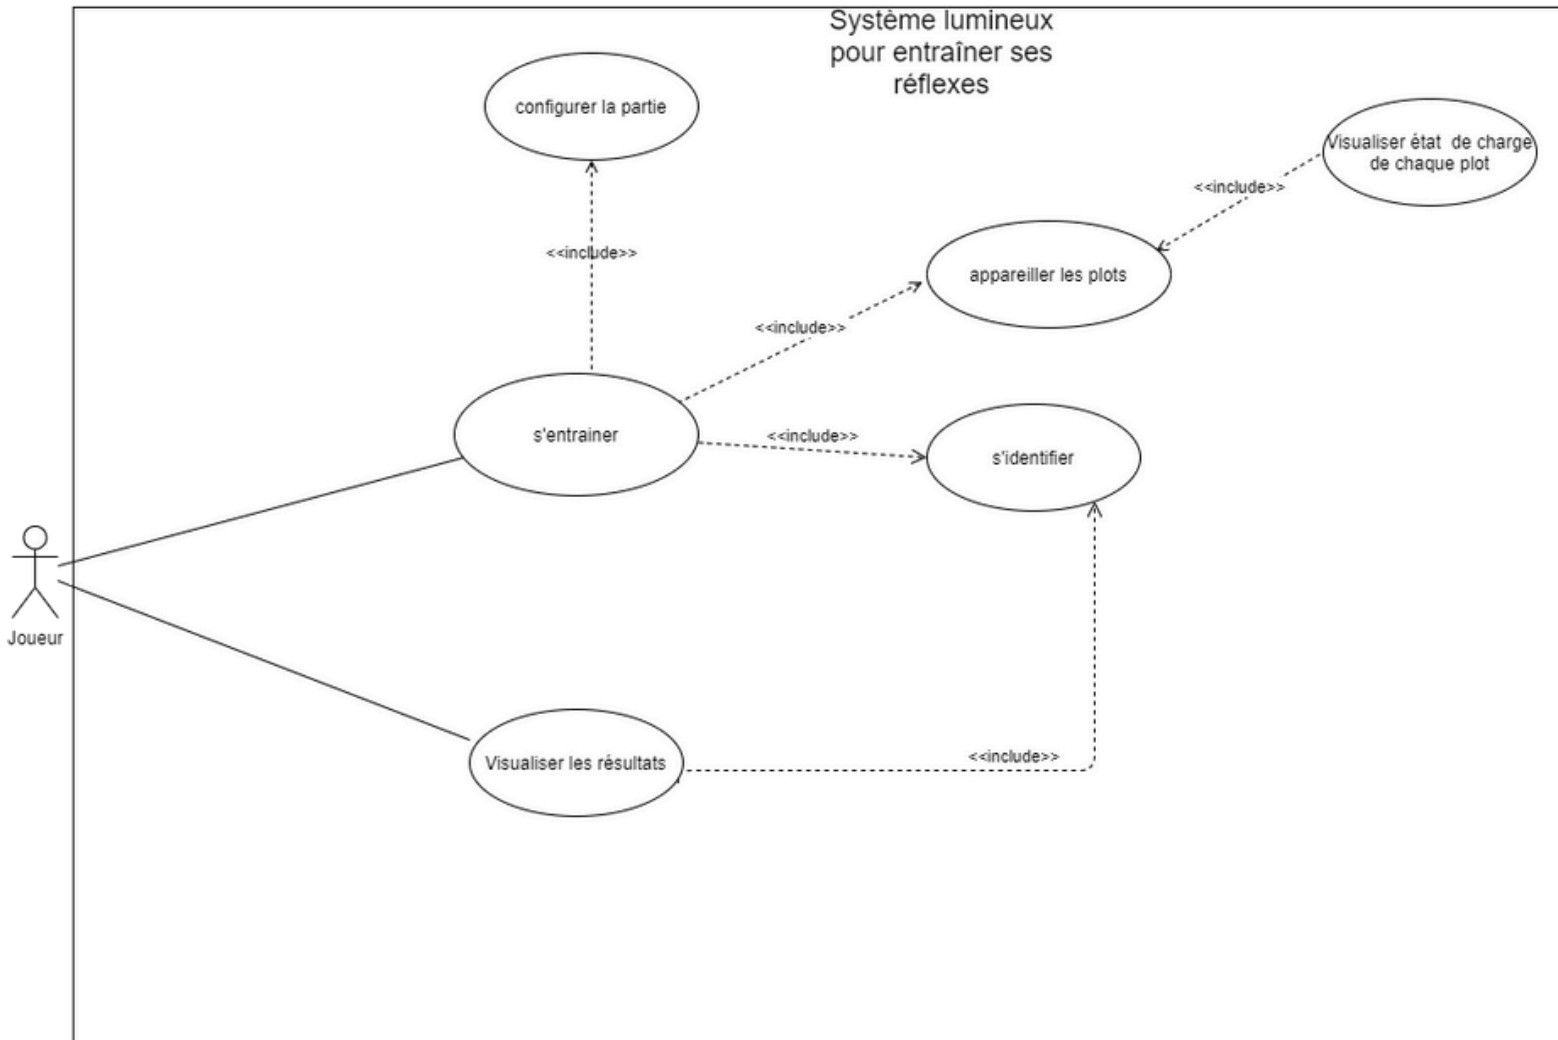 Système lumineux
pour entraîner ses
réflexes
configurer la partie
Visualiser état  de charge
de chaque plot
<<include>>
<<include>>
appareiller les plots
<<include>>
s'entrainer
<<include>>
s'identifier
Joueur
Visualiser les résultats
<<include>>